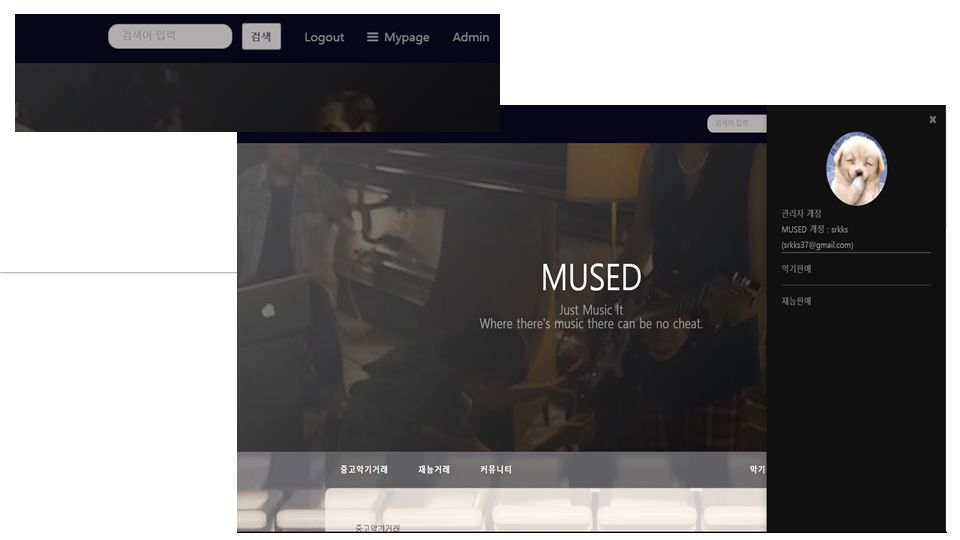 검색어 입력 검색 Logout ☰ Mypage Admin
검색어 입력 ×
관리자 계정
MUSED 계정 : srkks
(srkks37@gmail.com)
악기판매
재능판매
MUSED
Just Music It
Where there's music there can be no cheat.
중고악기거래 재능거래 커뮤니티 악기
중고악기거래